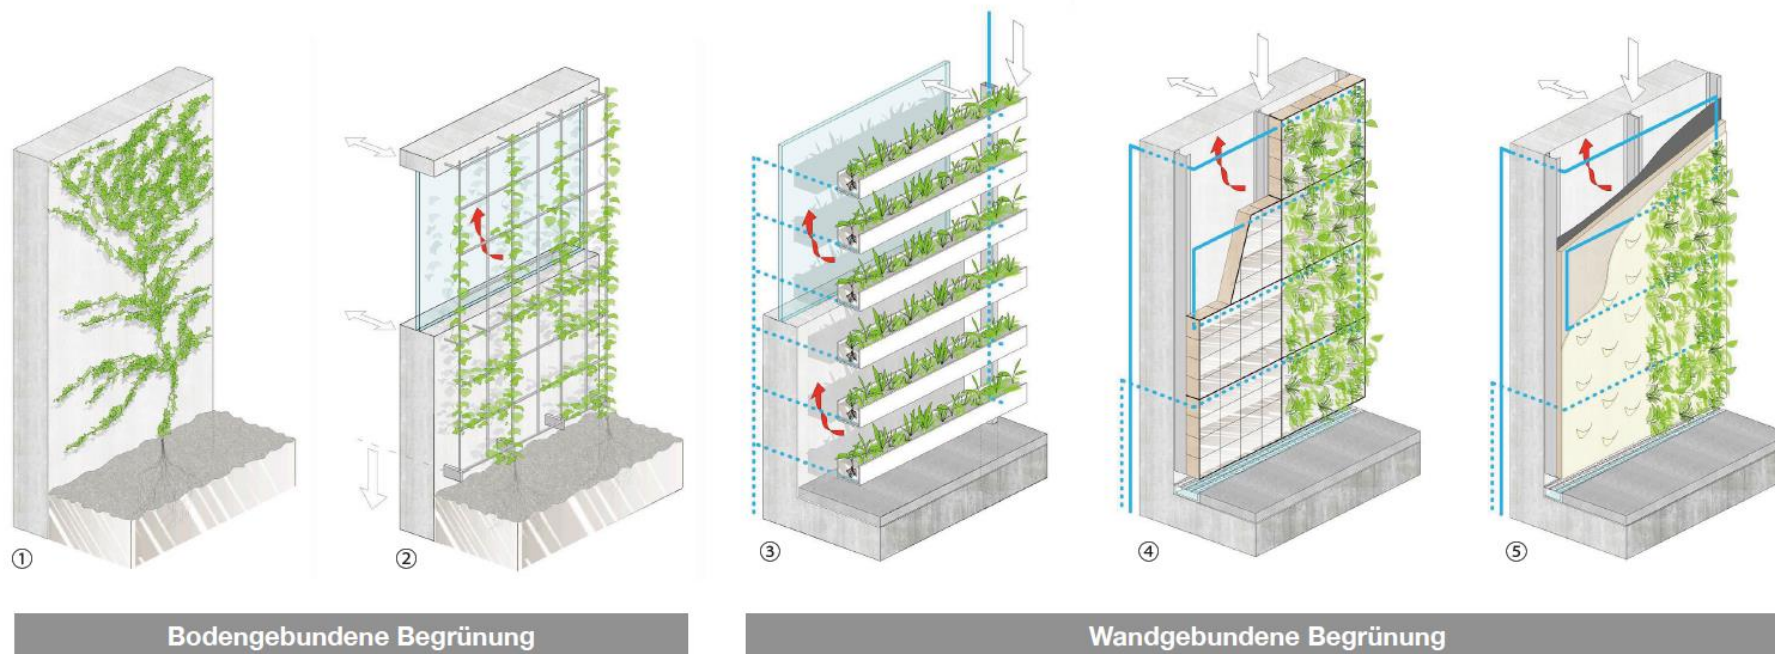 ① ② ③ ④ ⑤
Bodengebundene Begrünung
Wandgebundene Begrünung